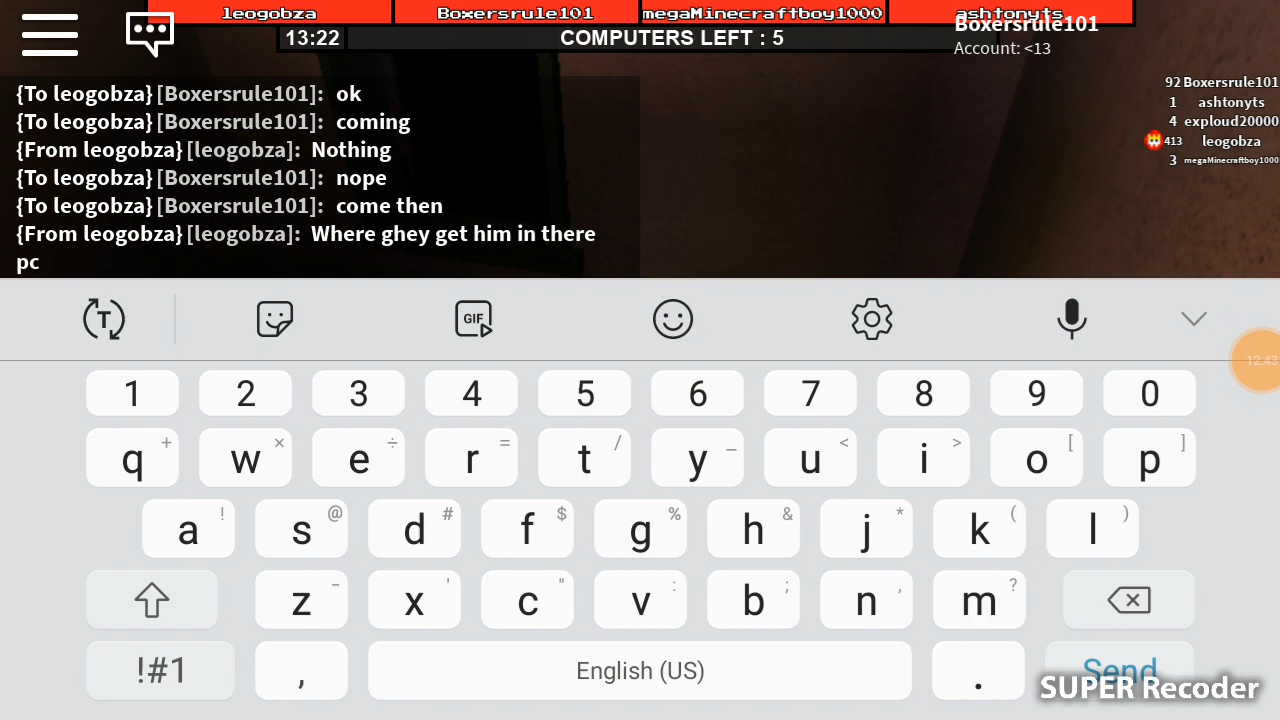 leogobza Boxersrule101 megaMinecraftboy1000 ashtonyts
Boxersrule101
13:22 COMPUTERS LEFT : 5
Account: <13
{To leogobza}[Boxersrule101]: ok
{To leogobza}[Boxersrule101]: coming
{From leogobza}[leogobza]: Nothing
{To leogobza}[Boxersrule101]: nope
{To leogobza}[Boxersrule101]: come then
{From leogobza}[leogobza]: Where ghey get him in there
pc
92 Boxersrule101
1 ashtonyts
4 exploud20000
413 leogobza
3 megaMinecraftboy1000
T GIF
12:43
1 2 3 4 5 6 7 8 9 0
q + w × e ÷ r = t / y _ u < i > o [ p ]
a ! s @ d # f $ g % h & j * k ( l )
z - x ' c " v : b ; n , m ?
!#1 , English (US) . Send
SUPER Recoder